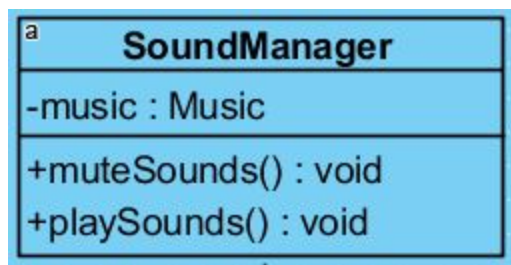 a
SoundManager
-music : Music
+muteSounds() : void
+playSounds() : void